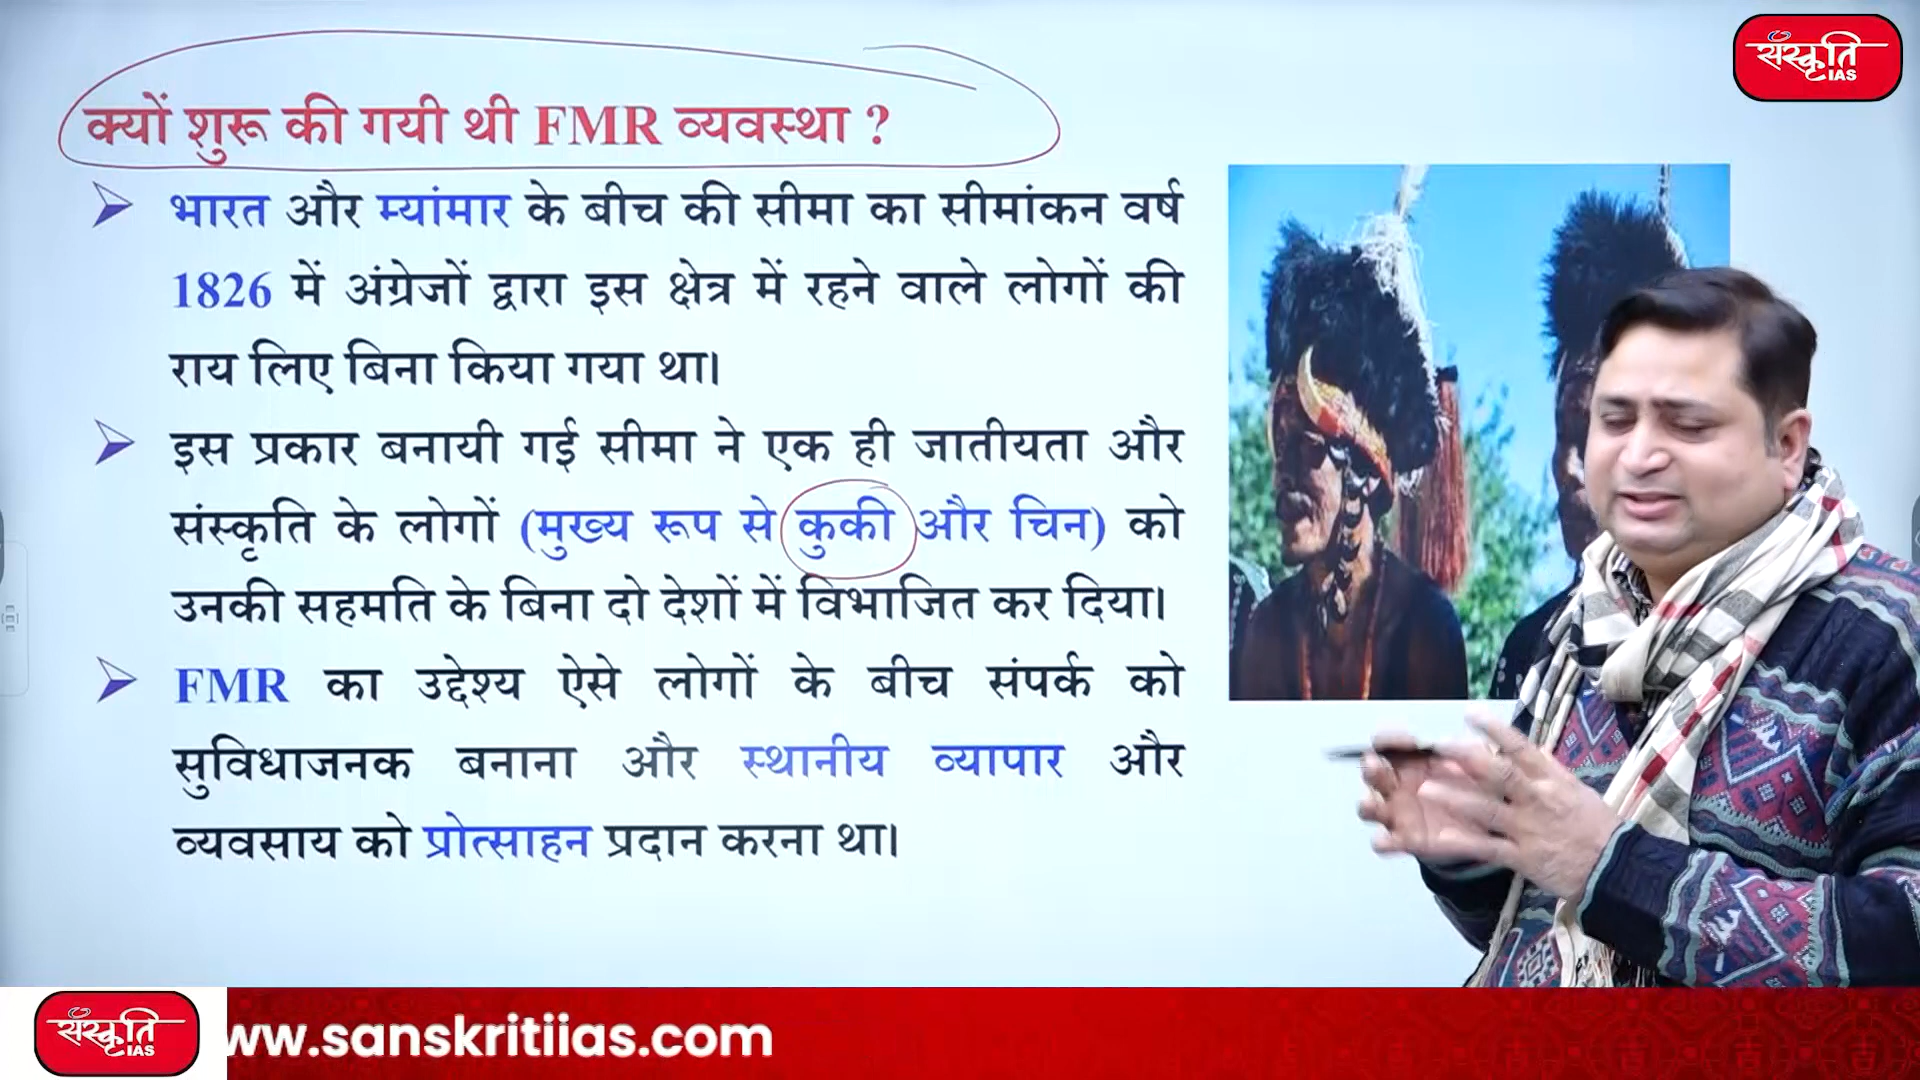 संस्कृति
IAS
क्यों शुरू की गयी थी FMR व्यवस्था ?
भारत और म्यांमार के बीच की सीमा का सीमांकन वर्ष
1826 में अंग्रेजों द्वारा इस क्षेत्र में रहने वाले लोगों की
राय लिए बिना किया गया था।
इस प्रकार बनायी गई सीमा ने एक ही जातीयता और
संस्कृति के लोगों (मुख्य रूप से कुकी और चिन) को
उनकी सहमति के बिना दो देशों में विभाजित कर दिया।
FMR का उद्देश्य ऐसे लोगों के बीच संपर्क को
सुविधाजनक बनाना और स्थानीय व्यापार और
व्यवसाय को प्रोत्साहन प्रदान करना था।
संस्कृति
IAS
ww.sanskritiias.com